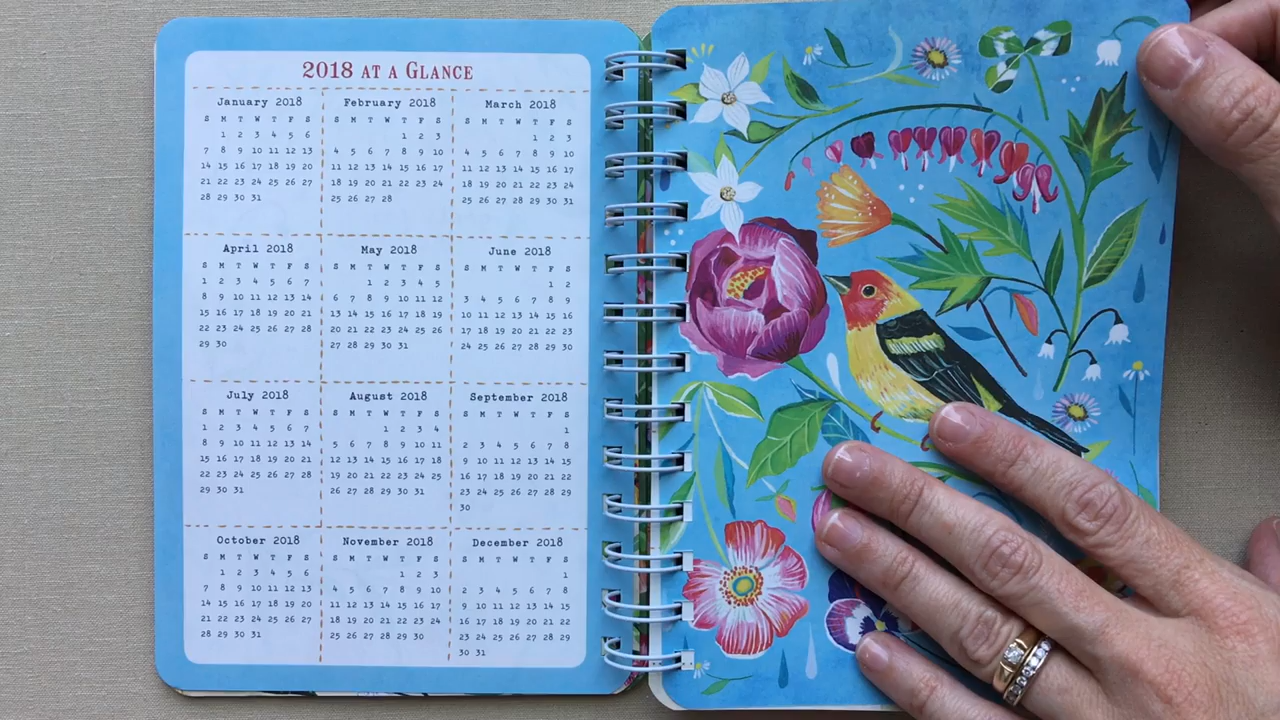 2018 AT A GLANCE
January 2018
S M T W T F S
1 2 3 4 5 6
7 8 9 10 11 12 13
14 15 16 17 18 19 20
21 22 23 24 25 26 27
28 29 30 31
February 2018
S M T W T F S
1 2 3
4 5 6 7 8 9 10
11 12 13 14 15 16 17
18 19 20 21 22 23 24
25 26 27 28
March 2018
S M T W T F S
1 2 3
4 5 6 7 8 9 10
11 12 13 14 15 16 17
18 19 20 21 22 23 24
25 26 27 28 29 30 31
April 2018
S M T W T F S
1 2 3 4 5 6 7
8 9 10 11 12 13 14
15 16 17 18 19 20 21
22 23 24 25 26 27 28
29 30
May 2018
S M T W T F S
1 2 3 4 5
6 7 8 9 10 11 12
13 14 15 16 17 18 19
20 21 22 23 24 25 26
27 28 29 30 31
June 2018
S M T W T F S
1 2
3 4 5 6 7 8 9
10 11 12 13 14 15 16
17 18 19 20 21 22 23
24 25 26 27 28 29 30
July 2018
S M T W T F S
1 2 3 4 5 6 7
8 9 10 11 12 13 14
15 16 17 18 19 20 21
22 23 24 25 26 27 28
29 30 31
August 2018
S M T W T F S
1 2 3 4
5 6 7 8 9 10 11
12 13 14 15 16 17 18
19 20 21 22 23 24 25
26 27 28 29 30 31
September 2018
S M T W T F S
1
2 3 4 5 6 7 8
9 10 11 12 13 14 15
16 17 18 19 20 21 22
23 24 25 26 27 28 29
30
October 2018
S M T W T F S
1 2 3 4 5 6
7 8 9 10 11 12 13
14 15 16 17 18 19 20
21 22 23 24 25 26 27
28 29 30 31
November 2018
S M T W T F S
1 2 3
4 5 6 7 8 9 10
11 12 13 14 15 16 17
18 19 20 21 22 23 24
25 26 27 28 29 30
December 2018
S M T W T F S
1
2 3 4 5 6 7 8
9 10 11 12 13 14 15
16 17 18 19 20 21 22
23 24 25 26 27 28 29
30 31